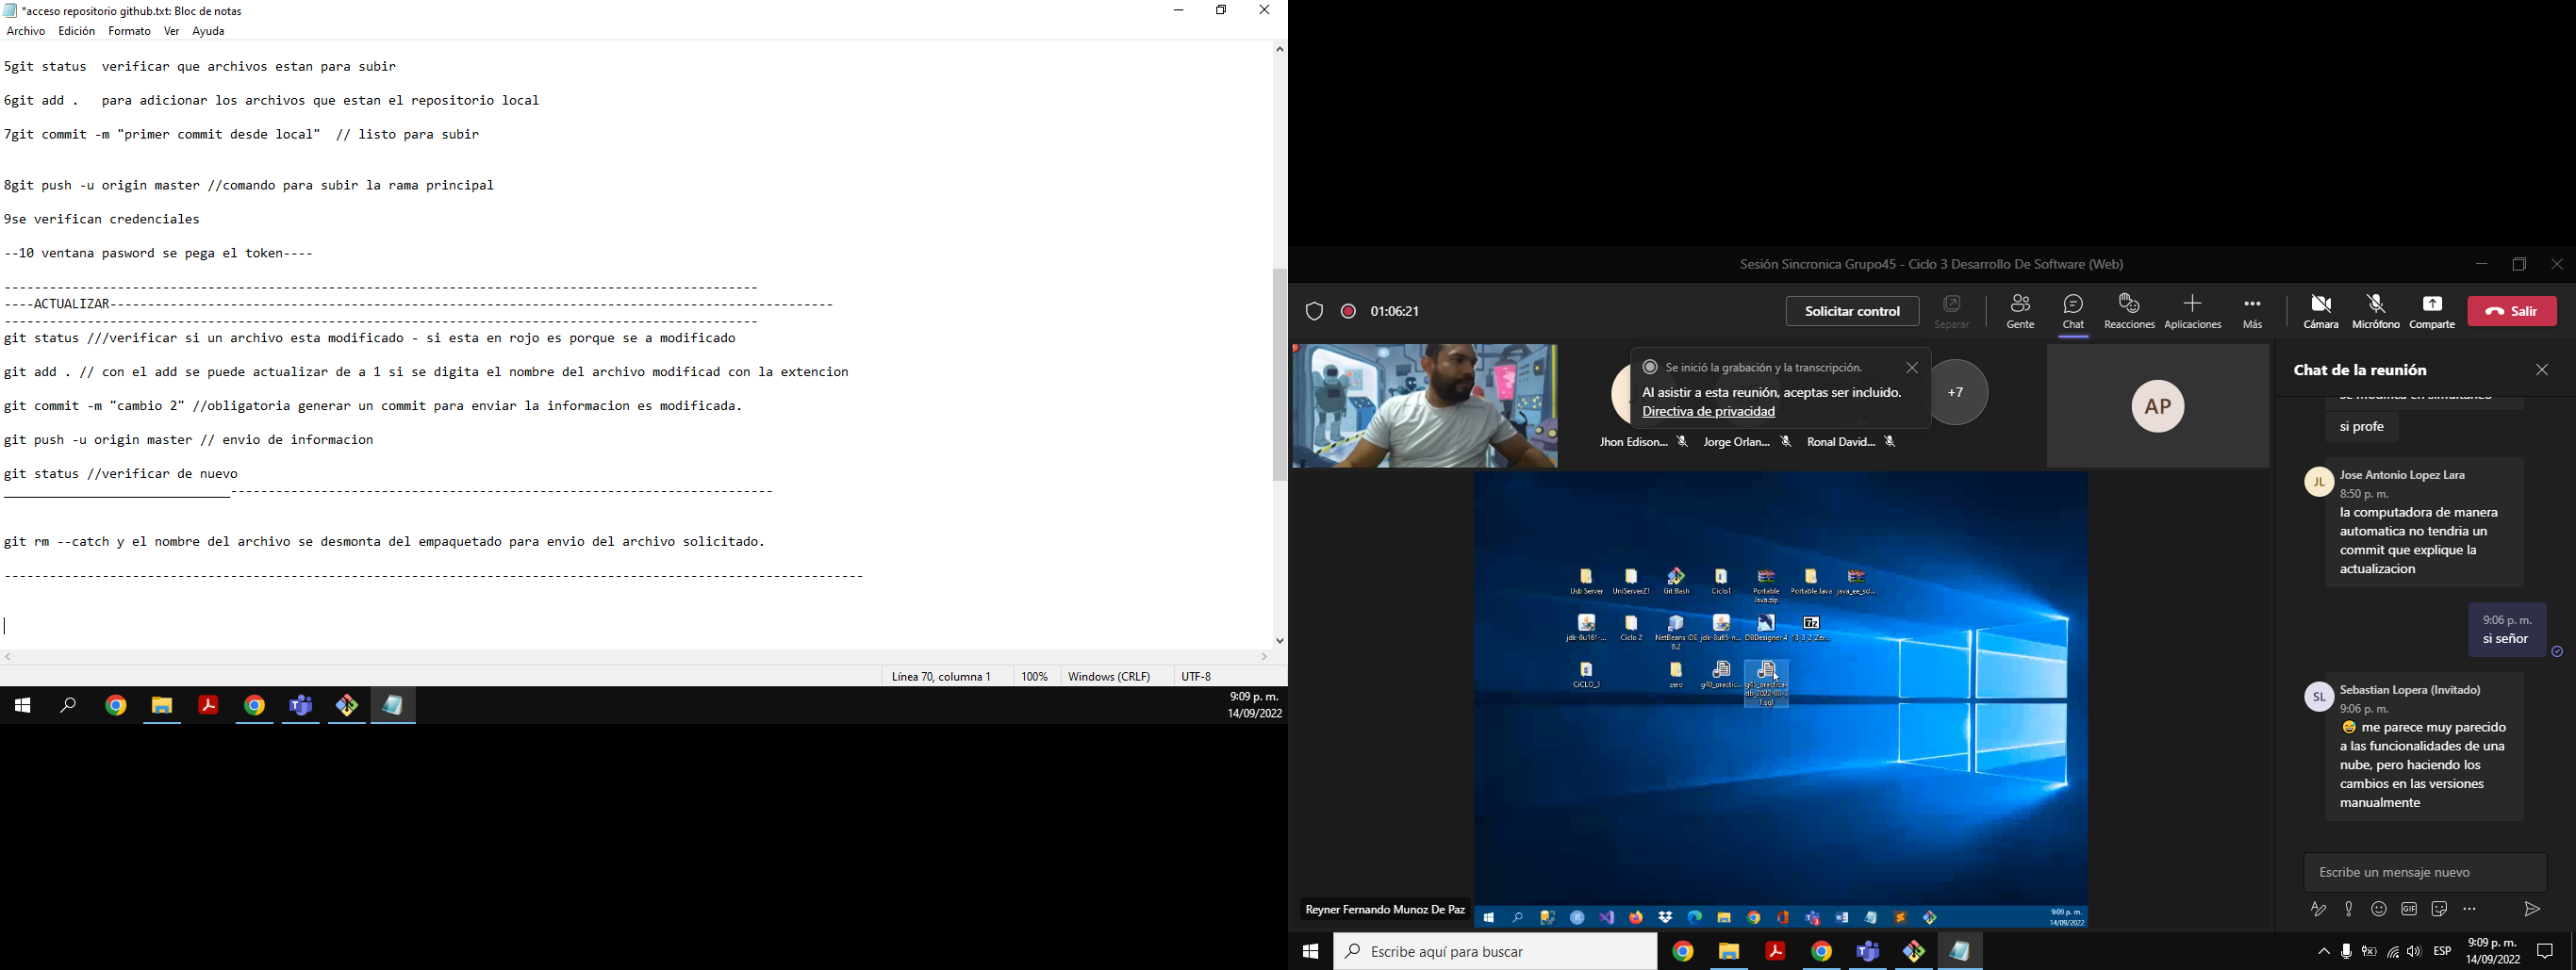 *acceso repositorio github.txt: Bloc de notas
Archivo Edición Formato Ver Ayuda
5git status  verificar que archivos estan para subir
6git add .   para adicionar los archivos que estan el repositorio local
7git commit -m "primer commit desde local"  // listo para subir
8git push -u origin master //comando para subir la rama principal
9se verifican credenciales
--10 ventana pasword se pega el token----
----ACTUALIZAR----
git status ///verificar si un archivo esta modificado - si esta en rojo es porque se a modificado
git add . // con el add se puede actualizar de a 1 si se digita el nombre del archivo modificad con la extencion
git commit -m "cambio 2" //obligatoria generar un commit para enviar la informacion es modificada.
git push -u origin master // envio de informacion
git status //verificar de nuevo
git rm --catch y el nombre del archivo se desmonta del empaquetado para envio del archivo solicitado.
Línea 70, columna 1 100% Windows (CRLF) UTF-8
9:09 p. m.
14/09/2022
Sesión Sincronica Grupo45 - Ciclo 3 Desarrollo De Software (Web)
01:06:21
Solicitar control
Separar
Gente
Chat
Reacciones
Aplicaciones
Más
Cámara
Micrófono
Comparte
Salir
Se inició la grabación y la transcripción.
Al asistir a esta reunión, aceptas ser incluido.
Directiva de privacidad
+7
Jhon Edison... Jorge Orlan... Ronal David...
AP
Usb Server UniServerZ1 Git Bash Ciclo1 Portable Portable Java java_ee_sd...
Java.zip
jdk-8u161-... Ciclo 2 NetBeans IDE jdk-8u65-n... DBDesigner 4 13-3-2_Zer...
8.2
CiCLO_3 zero g40_practic...
Reyner Fernando Munoz De Paz
9:09 p. m.
14/09/2022
Chat de la reunión
si profe
JL
Jose Antonio Lopez Lara
8:50 p. m.
la computadora de manera
automatica no tendria un
commit que explique la
actualizacion
9:06 p. m.
si señor
SL
Sebastian Lopera (Invitado)
9:06 p. m.
😅 me parece muy parecido
a las funcionalidades de una
nube, pero haciendo los
cambios en las versiones
manualmente
Escribe un mensaje nuevo
GIF
Escribe aquí para buscar
ESP
9:09 p. m.
14/09/2022